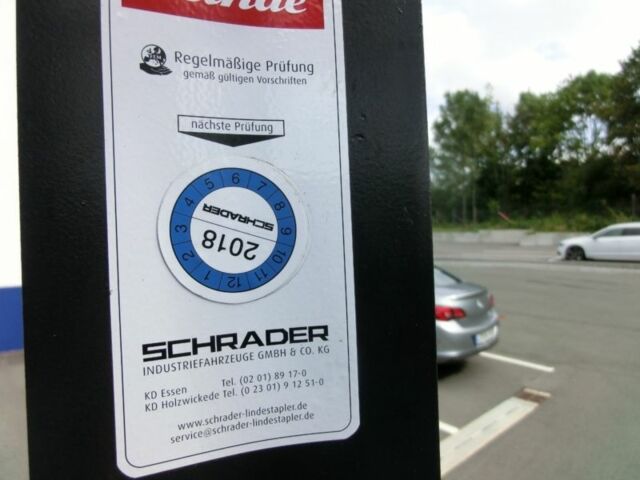 Linde
Regelmäßige Prüfung
gemäß gültigen Vorschriften
nächste Prüfung
1 2 3 4 5 6 7 8 9 10 11 12
SCHRADER
2018
SCHRADER
INDUSTRIEFAHRZEUGE GMBH & CO. KG
KD Essen Tel. (02 01) 89 17-0
KD Holzwickede Tel. (0 23 01) 9 12 51-0
www.schrader-lindestapler.de
service@schrader-lindestapler.de